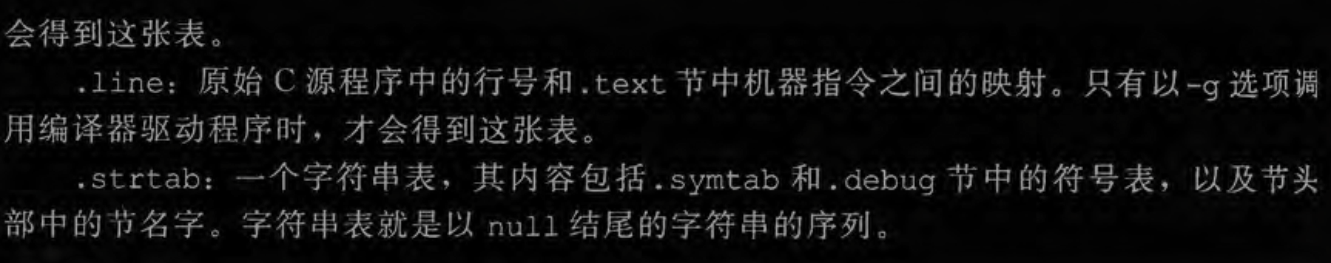 会得到这张表。
.line：原始 C 源程序中的行号和.text 节中机器指令之间的映射。只有以-g 选项调
用编译器驱动程序时，才会得到这张表。
.strtab：一个字符串表，其内容包括.symtab 和.debug 节中的符号表，以及节头
部中的节名字。字符串表就是以 null 结尾的字符串的序列。